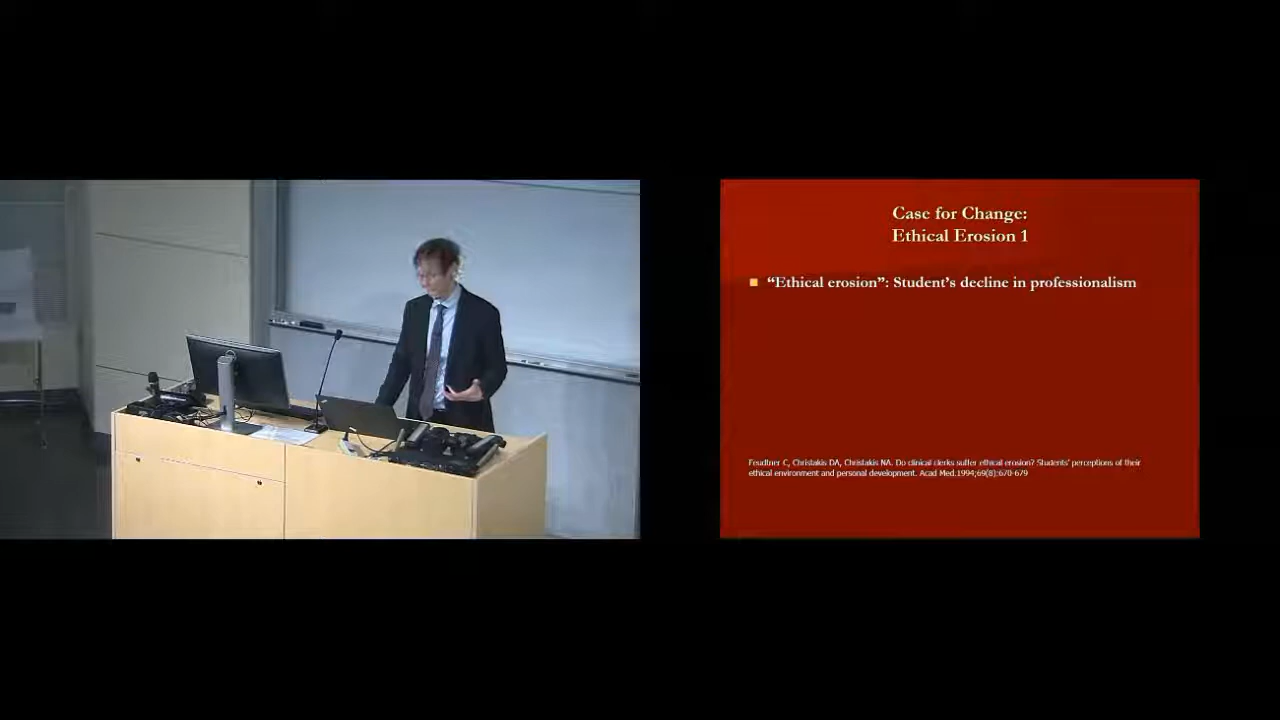 Case for Change:
Ethical Erosion 1
“Ethical erosion”: Student’s decline in professionalism
Feudtner C, Christakis DA, Christakis NA. Do clinical clerks suffer ethical erosion? Students’ perceptions of their
ethical environment and personal development. Acad Med.1994;69(8):670-679